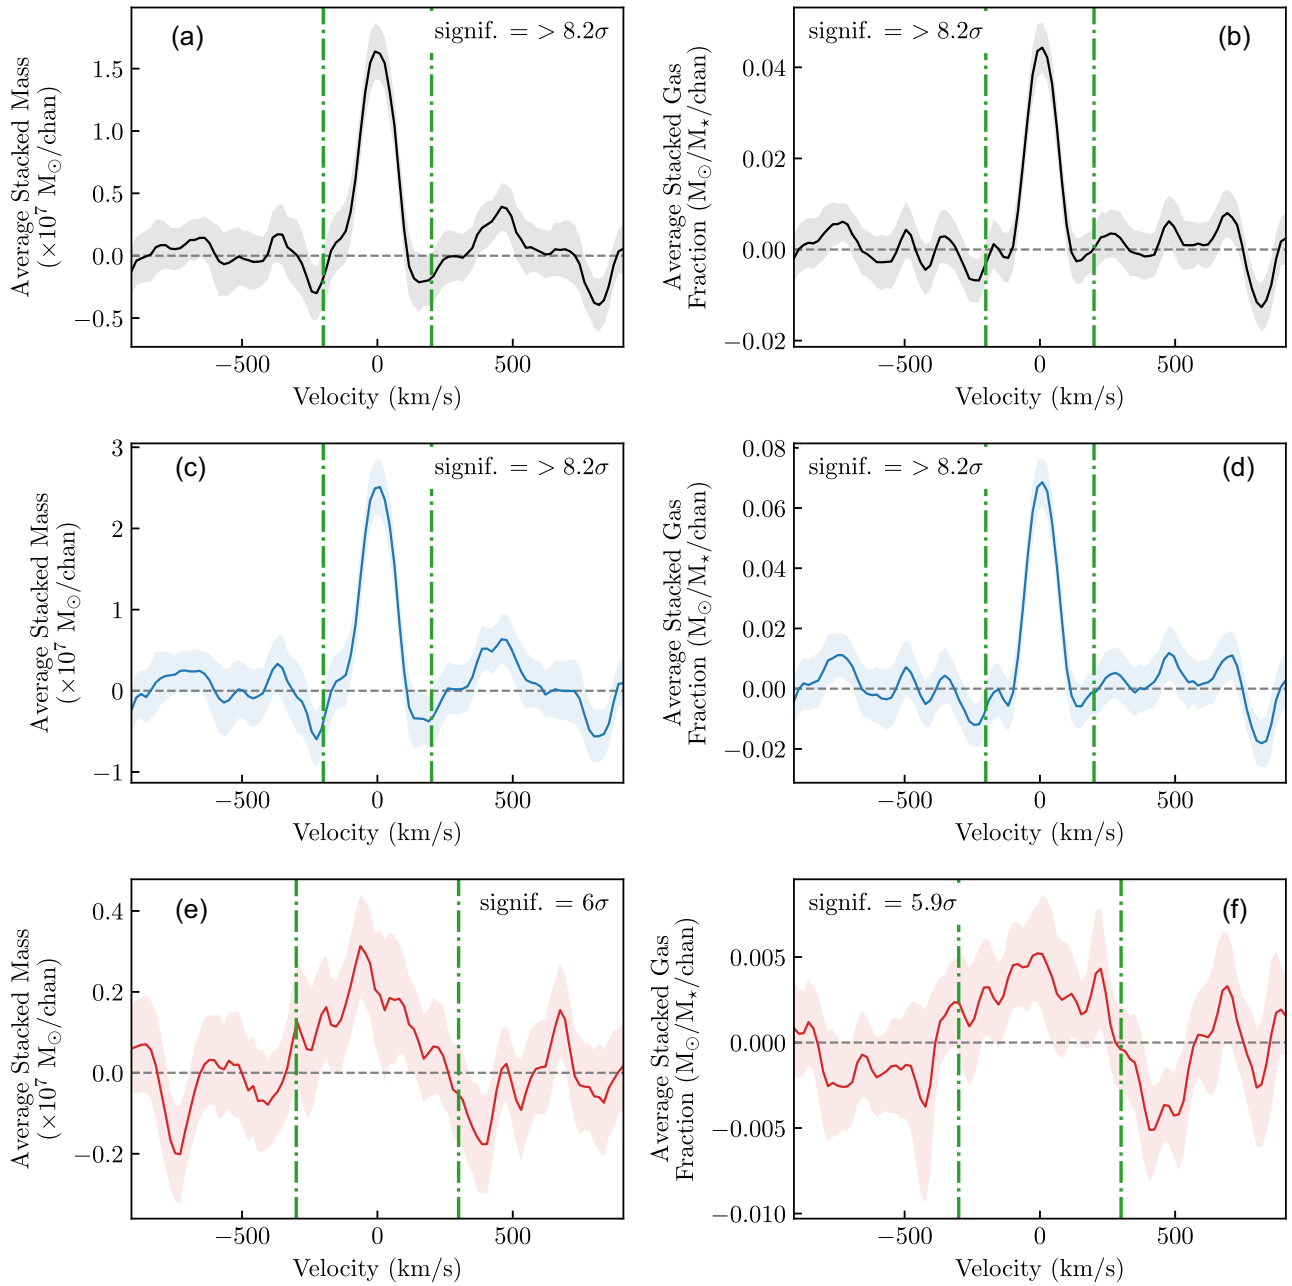 (a)
signif. = > 8.2σ
Average Stacked Mass
(×10⁷ M⊙/chan)
1.5
1.0
0.5
0.0
−0.5
−500
0
500
Velocity (km/s)
signif. = > 8.2σ
(b)
Average Stacked Gas
Fraction (M⊙/M⋆/chan)
0.04
0.02
0.00
−0.02
−500
0
500
Velocity (km/s)
(c)
signif. = > 8.2σ
Average Stacked Mass
(×10⁷ M⊙/chan)
3
2
1
0
−1
−500
0
500
Velocity (km/s)
signif. = > 8.2σ
(d)
Average Stacked Gas
Fraction (M⊙/M⋆/chan)
0.08
0.06
0.04
0.02
0.00
−0.02
−500
0
500
Velocity (km/s)
(e)
signif. = 6σ
Average Stacked Mass
(×10⁷ M⊙/chan)
0.4
0.2
0.0
−0.2
−500
0
500
Velocity (km/s)
signif. = 5.9σ
(f)
Average Stacked Gas
Fraction (M⊙/M⋆/chan)
0.005
0.000
−0.005
−0.010
−500
0
500
Velocity (km/s)